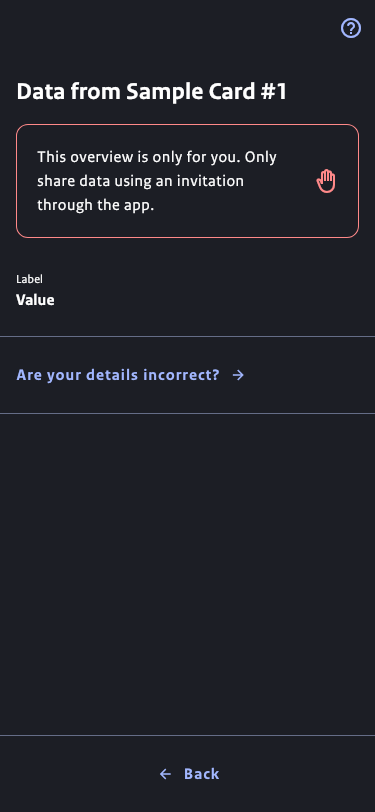 Data from Sample Card #1
This overview is only for you. Only
share data using an invitation
through the app.
Label
Value
Are your details incorrect?
Back